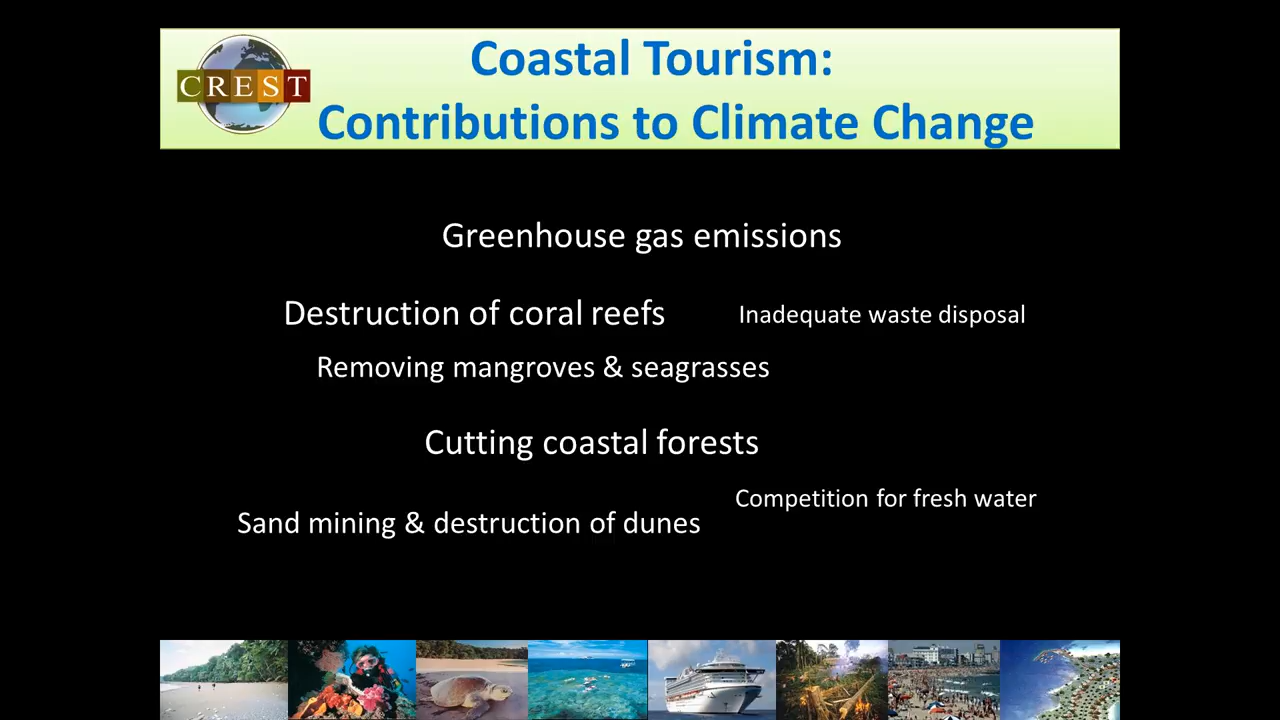 CREST
Coastal Tourism:
Contributions to Climate Change
Greenhouse gas emissions
Destruction of coral reefs
Inadequate waste disposal
Removing mangroves & seagrasses
Cutting coastal forests
Competition for fresh water
Sand mining & destruction of dunes